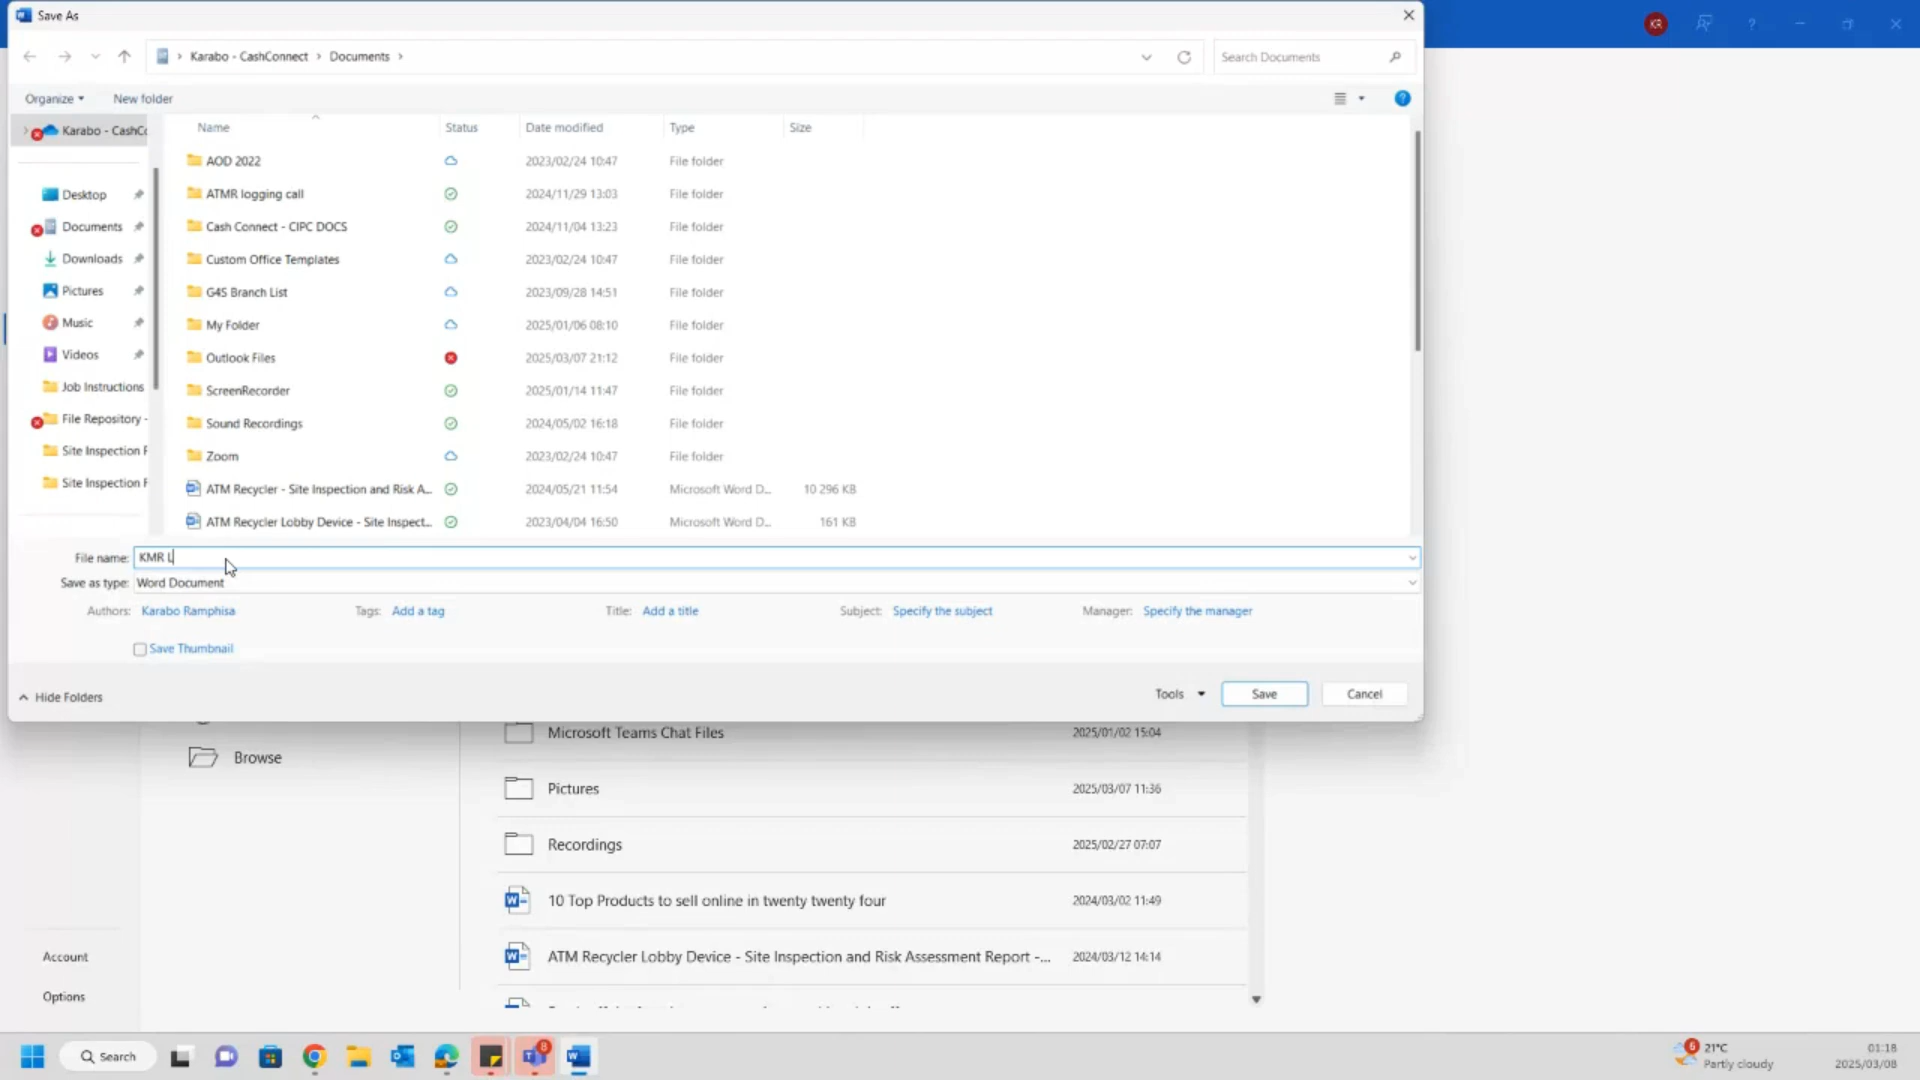 Save As
KR
?
Karabo - CashConnect > Documents >
Search Documents
Organize
New folder
?
Karabo - CashCo
Name Status Date modified Type Size
AOD 2022 2023/02/24 10:47 File folder
ATMR logging call 2024/11/29 13:03 File folder
Cash Connect - CIPC DOCS 2024/11/04 13:23 File folder
Custom Office Templates 2023/02/24 10:47 File folder
G4S Branch List 2023/09/28 14:51 File folder
My Folder 2025/01/06 08:10 File folder
Outlook Files 2025/03/07 21:12 File folder
ScreenRecorder 2025/01/14 11:47 File folder
Sound Recordings 2024/05/02 16:18 File folder
Zoom 2023/02/24 10:47 File folder
ATM Recycler - Site Inspection and Risk A... 2024/05/21 11:54 Microsoft Word D... 10 296 KB
ATM Recycler Lobby Device - Site Inspect... 2023/04/04 16:50 Microsoft Word D... 161 KB
Desktop
Documents
Downloads
Pictures
Music
Videos
Job Instructions
File Repository -
Site Inspection F
Site Inspection F
File name: KMR L
Save as type: Word Document
Authors: Karabo Ramphisa Tags: Add a tag Title: Add a title Subject: Specify the subject Manager: Specify the manager
Save Thumbnail
Hide Folders
Tools Save Cancel
Browse
Microsoft Teams Chat Files 2025/01/02 15:04
Pictures 2025/03/07 11:36
Recordings 2025/02/27 07:07
10 Top Products to sell online in twenty twenty four 2024/03/02 11:49
ATM Recycler Lobby Device - Site Inspection and Risk Assessment Report -... 2024/03/12 14:14
Account
Options
Search
8
6
21°C
Partly cloudy
01:18
2025/03/08